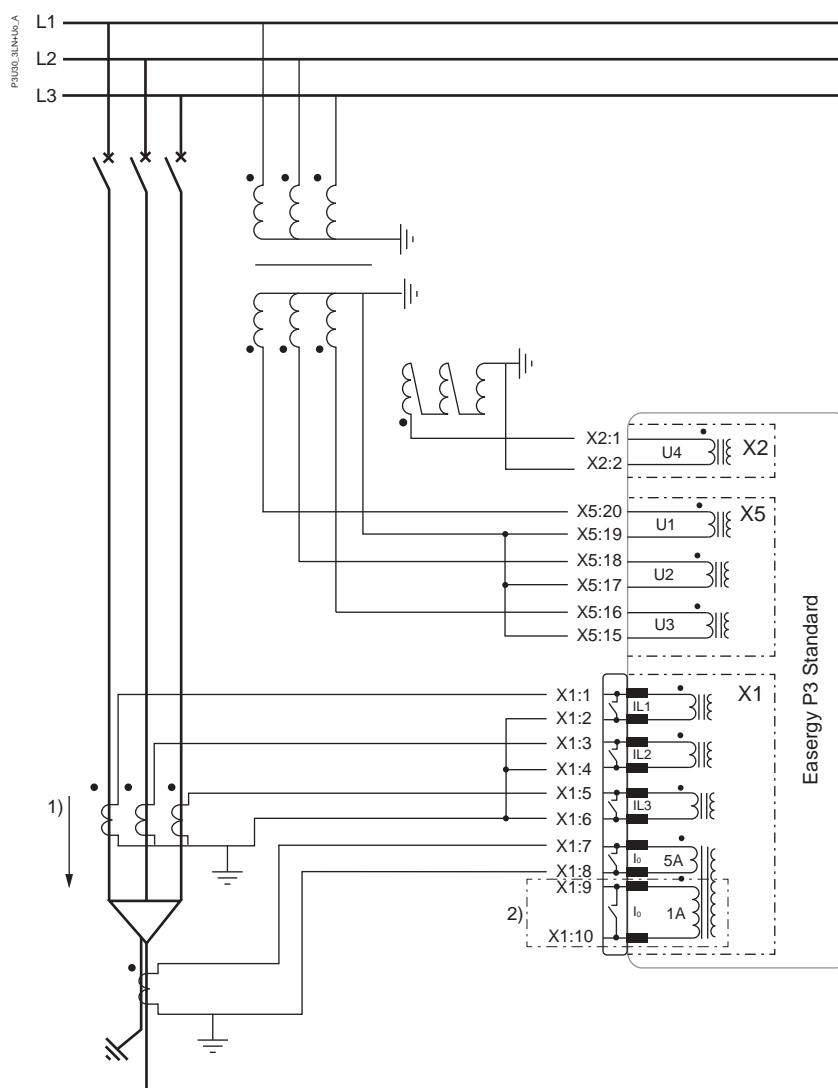 P3U30_3LN+Uo_A
L1
L2
L3
X2:1
X2:2
U4
X2
X5:20
X5:19
X5:18
X5:17
X5:16
X5:15
U1
U2
U3
X5
Easergy P3 Standard
X1:1
X1:2
X1:3
X1:4
X1:5
X1:6
X1:7
X1:8
X1:9
X1:10
IL1
IL2
IL3
I₀ 5A
I₀ 1A
X1
1)
2)